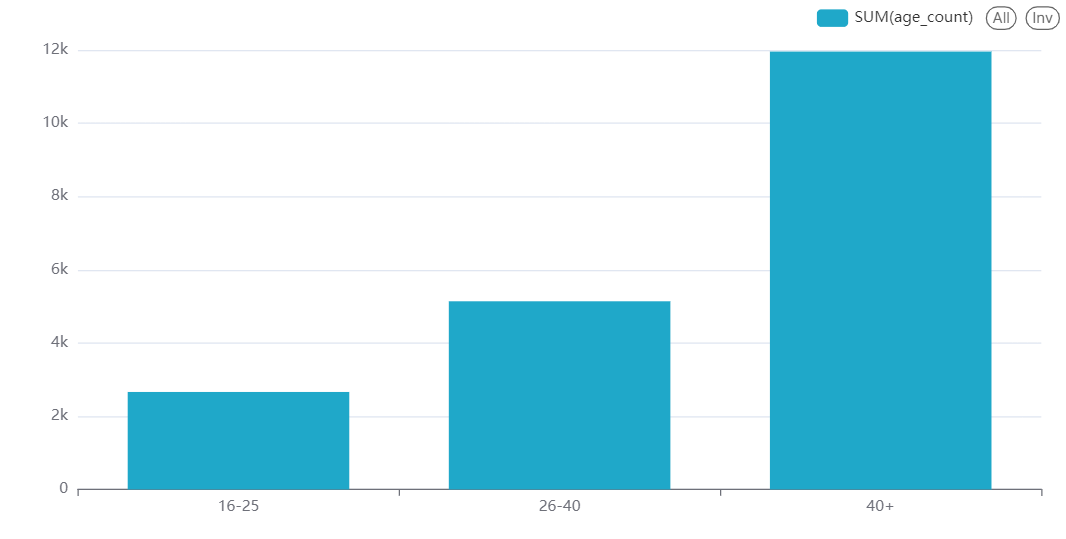 SUM(age_count) All Inv
12k
10k
8k
6k
4k
2k
0
16-25 26-40 40+